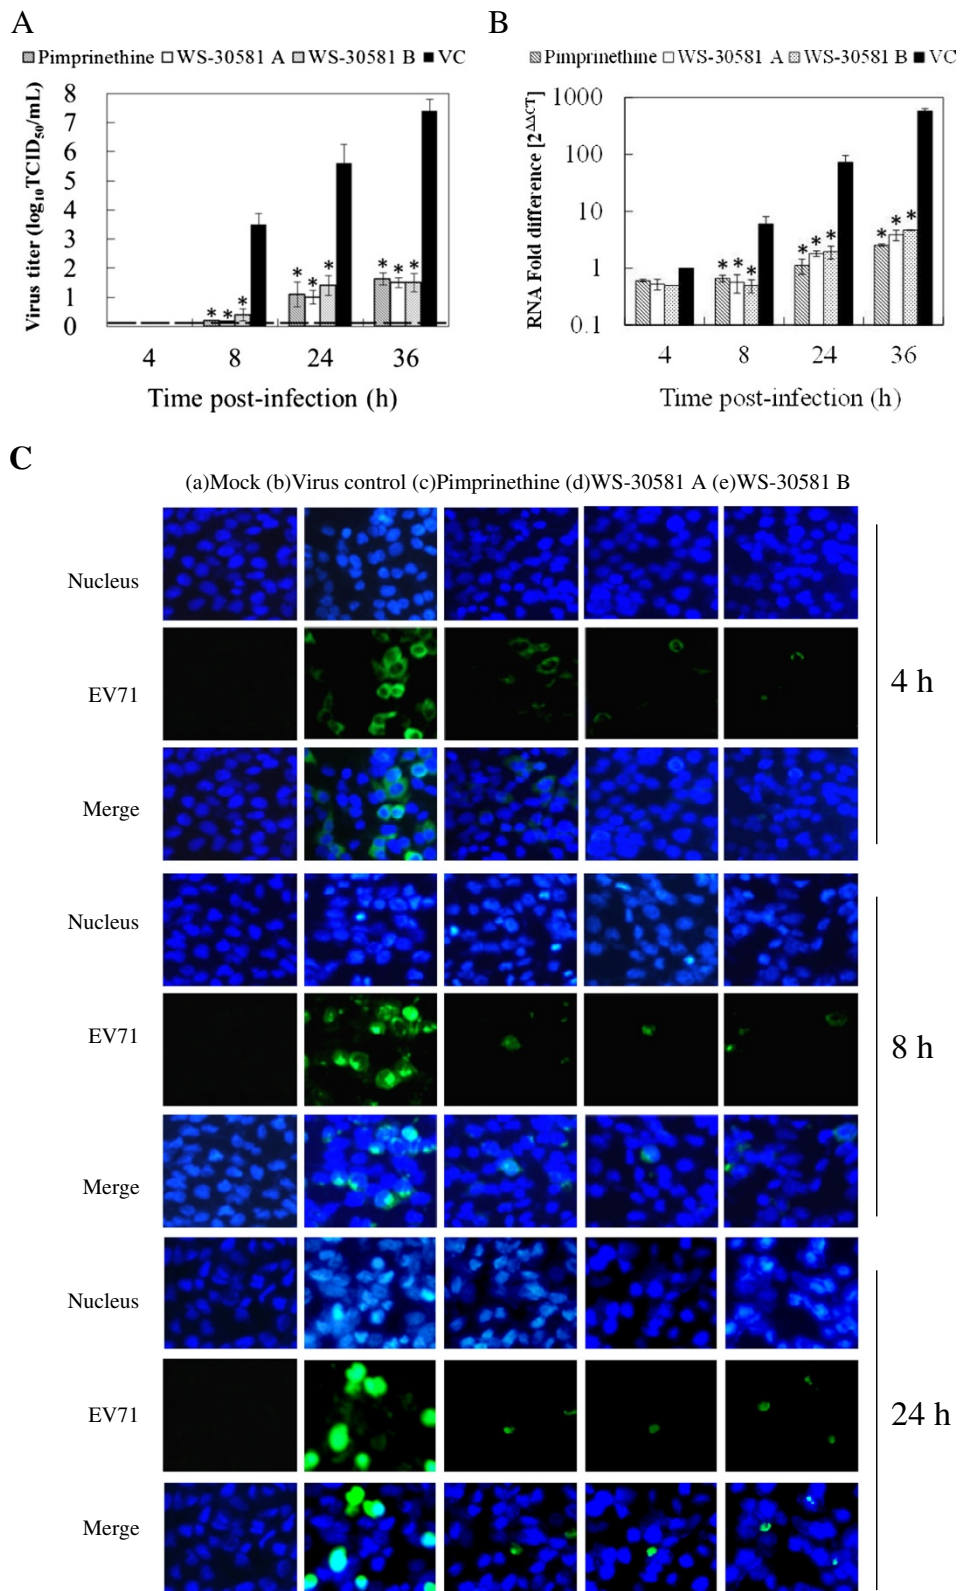 A
Pimprinethine WS-30581 A WS-30581 B VC
Virus titer (log10TCID50/mL)
8
7
6
5
4
3
2
1
0
* * *
* * *
* * *
4 8 24 36
Time post-infection (h)
B
Pimprinethine WS-30581 A WS-30581 B VC
RNA Fold difference [2^ΔΔCT]
1000
100
10
1
0.1
* * *
* * *
* * *
4 8 24 36
Time post-infection (h)
C
(a)Mock (b)Virus control (c)Pimprinethine (d)WS-30581 A (e)WS-30581 B
Nucleus
EV71
Merge
4 h
Nucleus
EV71
Merge
8 h
Nucleus
EV71
Merge
24 h